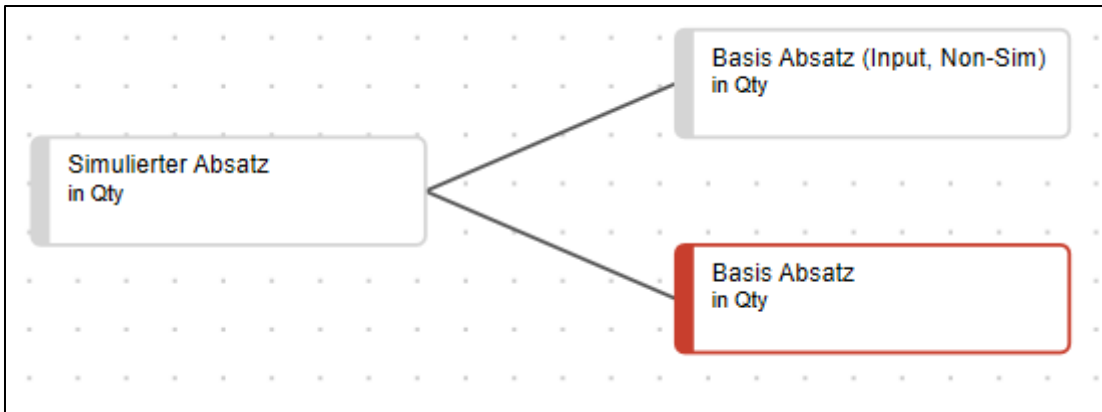 Basis Absatz (Input, Non-Sim)
in Qty
Simulierter Absatz
in Qty
Basis Absatz
in Qty